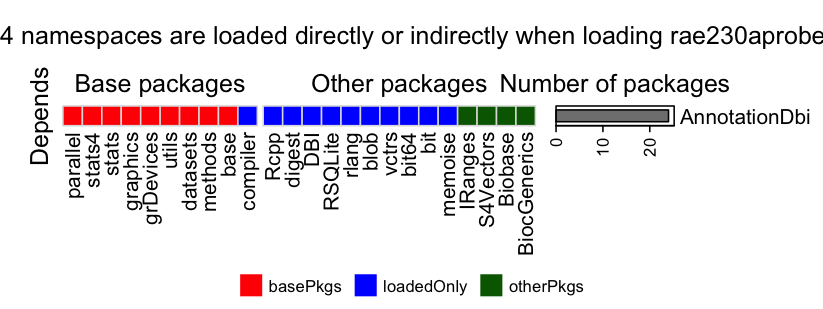 4 namespaces are loaded directly or indirectly when loading rae230aprobe
Base packages
Other packages
Number of packages
Depends
AnnotationDbi
parallel
stats4
stats
graphics
grDevices
utils
datasets
methods
base
compiler
Rcpp
digest
DBI
RSQLite
rlang
blob
vctrs
bit64
bit
memoise
IRanges
S4Vectors
Biobase
BiocGenerics
0
10
20
basePkgs
loadedOnly
otherPkgs